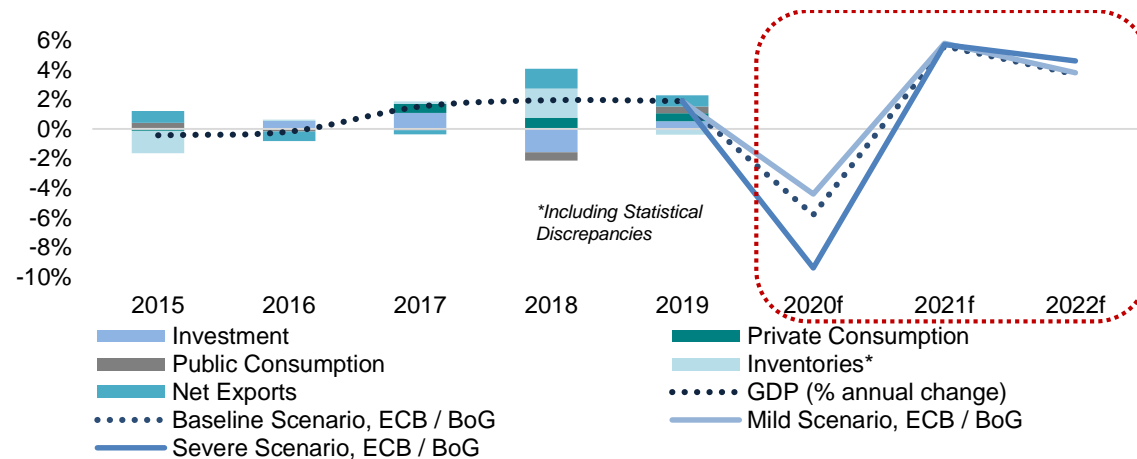 6%
4%
2%
0%
-2%
-4%
-6%
-8%
-10%
*Including Statistical
Discrepancies
2015 2016 2017 2018 2019 2020f 2021f 2022f
Investment Private Consumption
Public Consumption Inventories*
Net Exports GDP (% annual change)
Baseline Scenario, ECB / BoG Mild Scenario, ECB / BoG
Severe Scenario, ECB / BoG